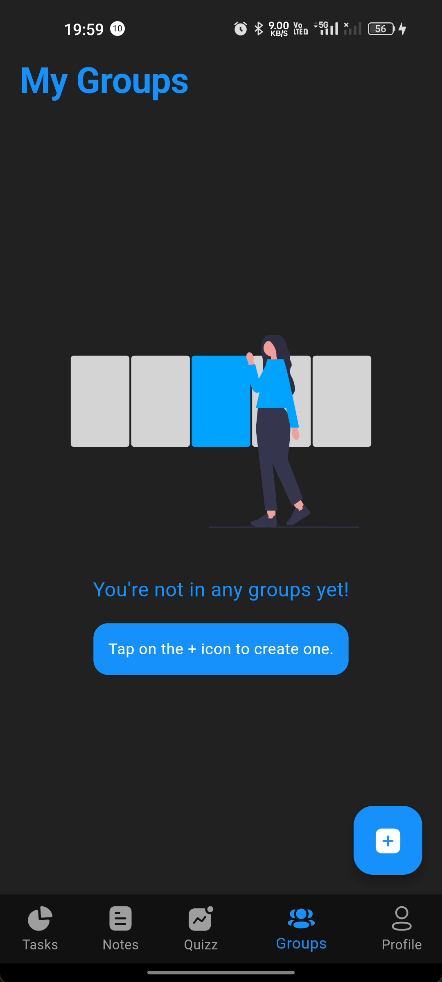 19:59 10 9.00 KB/S Vo LTE 5G 56
My Groups
You're not in any groups yet!
Tap on the + icon to create one.
Tasks Notes Quizz Groups Profile